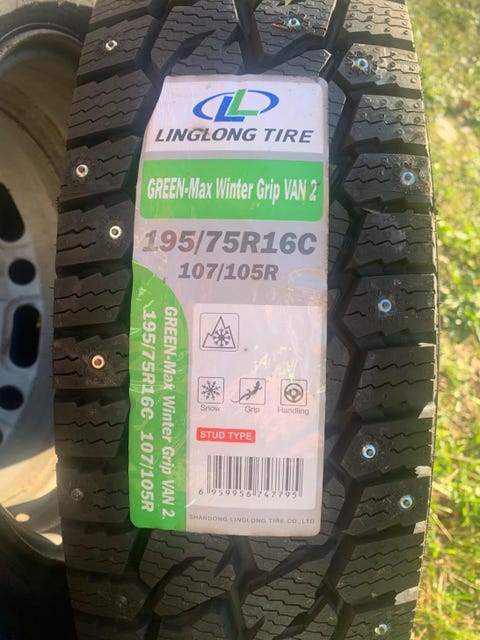 LINGLONG TIRE
GREEN-Max Winter Grip VAN 2
195/75R16C
107/105R
GREEN-Max Winter Grip VAN 2
195/75R16C 107/105R
Snow
Grip
Handling
STUD TYPE
6 959956 747795
SHANDONG LINGLONG TIRE CO.,LTD